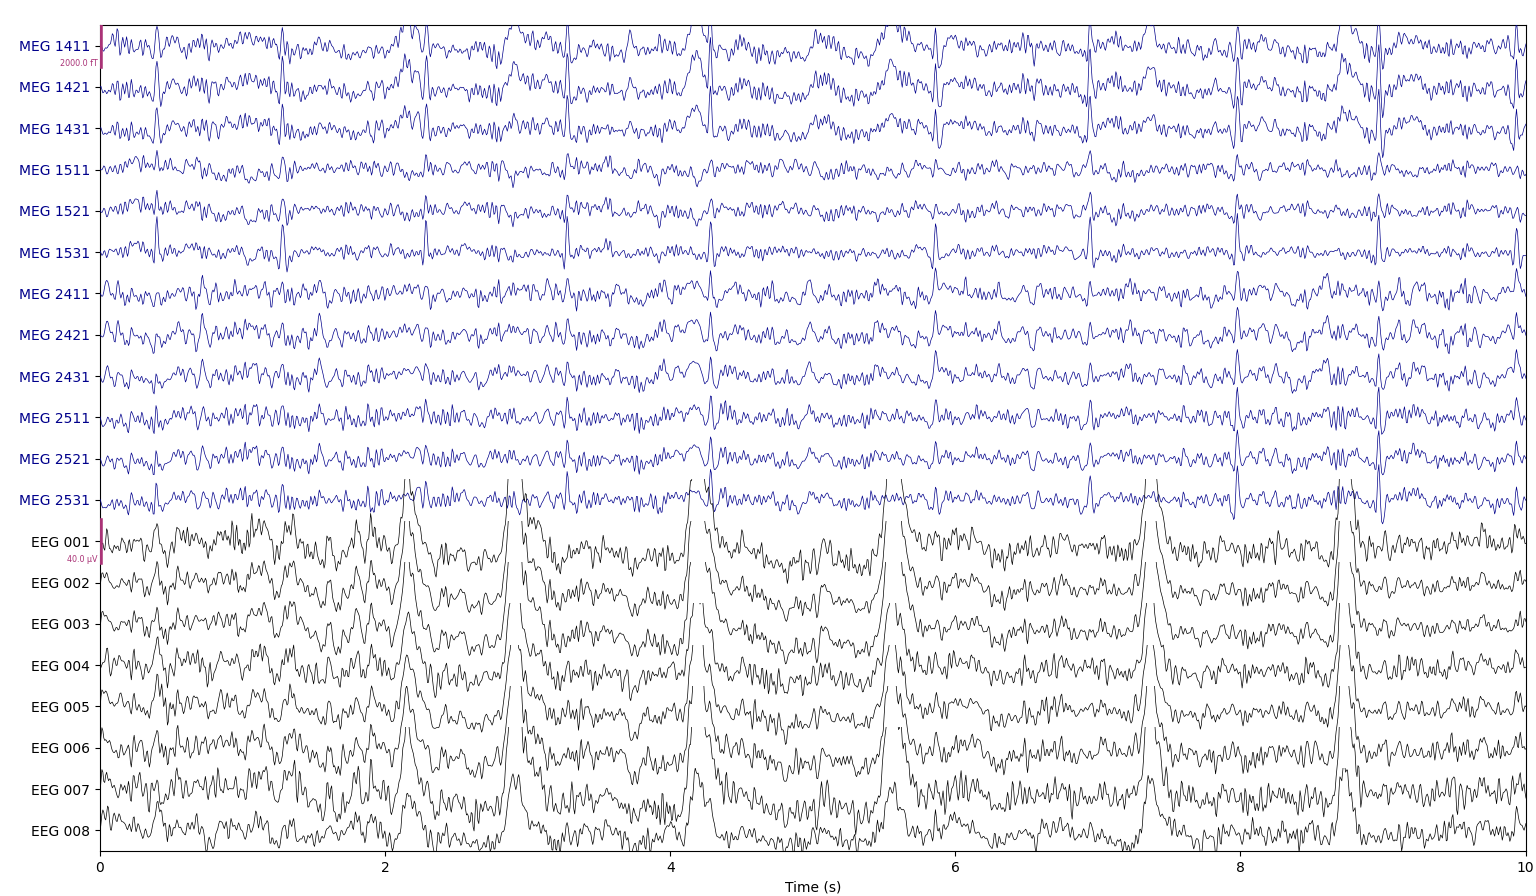 MEG 1411
2000.0 fT
MEG 1421
MEG 1431
MEG 1511
MEG 1521
MEG 1531
MEG 2411
MEG 2421
MEG 2431
MEG 2511
MEG 2521
MEG 2531
EEG 001
40.0 µV
EEG 002
EEG 003
EEG 004
EEG 005
EEG 006
EEG 007
EEG 008
0 2 4 6 8 10
Time (s)